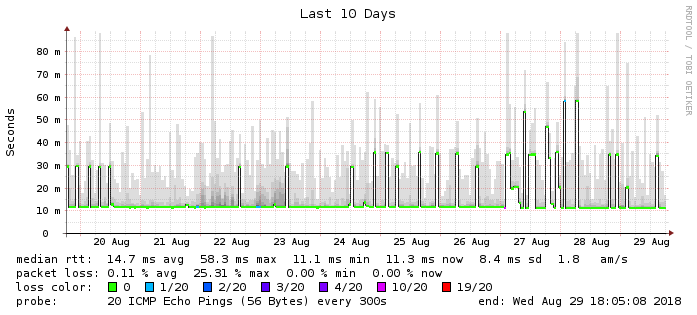 Last 10 Days
RRDTOOL / TOBI OETIKER
Seconds
80 m
70 m
60 m
50 m
40 m
30 m
20 m
10 m
0
20 Aug 21 Aug 22 Aug 23 Aug 24 Aug 25 Aug 26 Aug 27 Aug 28 Aug 29 Aug
median rtt: 14.7 ms avg 58.3 ms max 11.1 ms min 11.3 ms now 8.4 ms sd 1.8 am/s
packet loss: 0.11 % avg 25.31 % max 0.00 % min 0.00 % now
loss color: 0 1/20 2/20 3/20 4/20 10/20 19/20
probe: 20 ICMP Echo Pings (56 Bytes) every 300s end: Wed Aug 29 18:05:08 2018